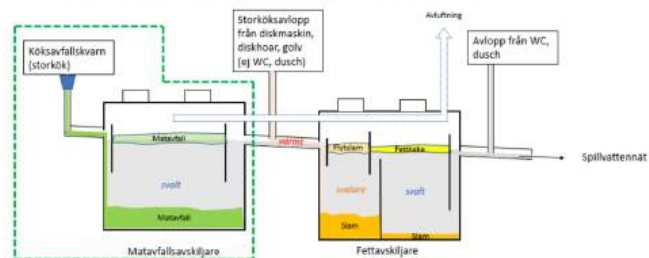 Köksavfallskvarn
(storkök)
Storköksavlopp
från diskmaskin,
diskhoar, golv
(ej WC, dusch)
Avluftning
Avlopp från WC,
dusch
Matavfall
varmt
Flytslam
Fettkaka
Spillvattennät
svalt
svalare
svalt
Matavfall
Slam
Slam
Matavfallsavskiljare
Fettavskiljare